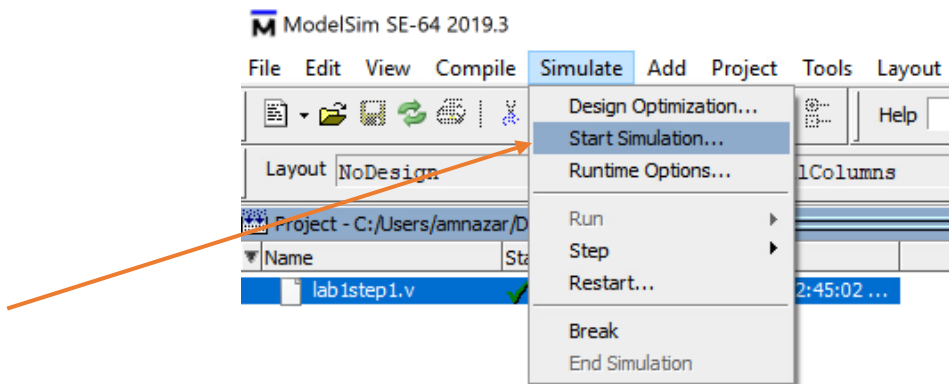 ModelSim SE-64 2019.3
File Edit View Compile Simulate Add Project Tools Layout
Design Optimization...
Help
Start Simulation...
Layout NoDesign
lColumns
Runtime Options...
Project - C:/Users/amnazar/D
Run
Name Sta
Step
lab1step1.v
2:45:02 ...
Restart...
Break
End Simulation